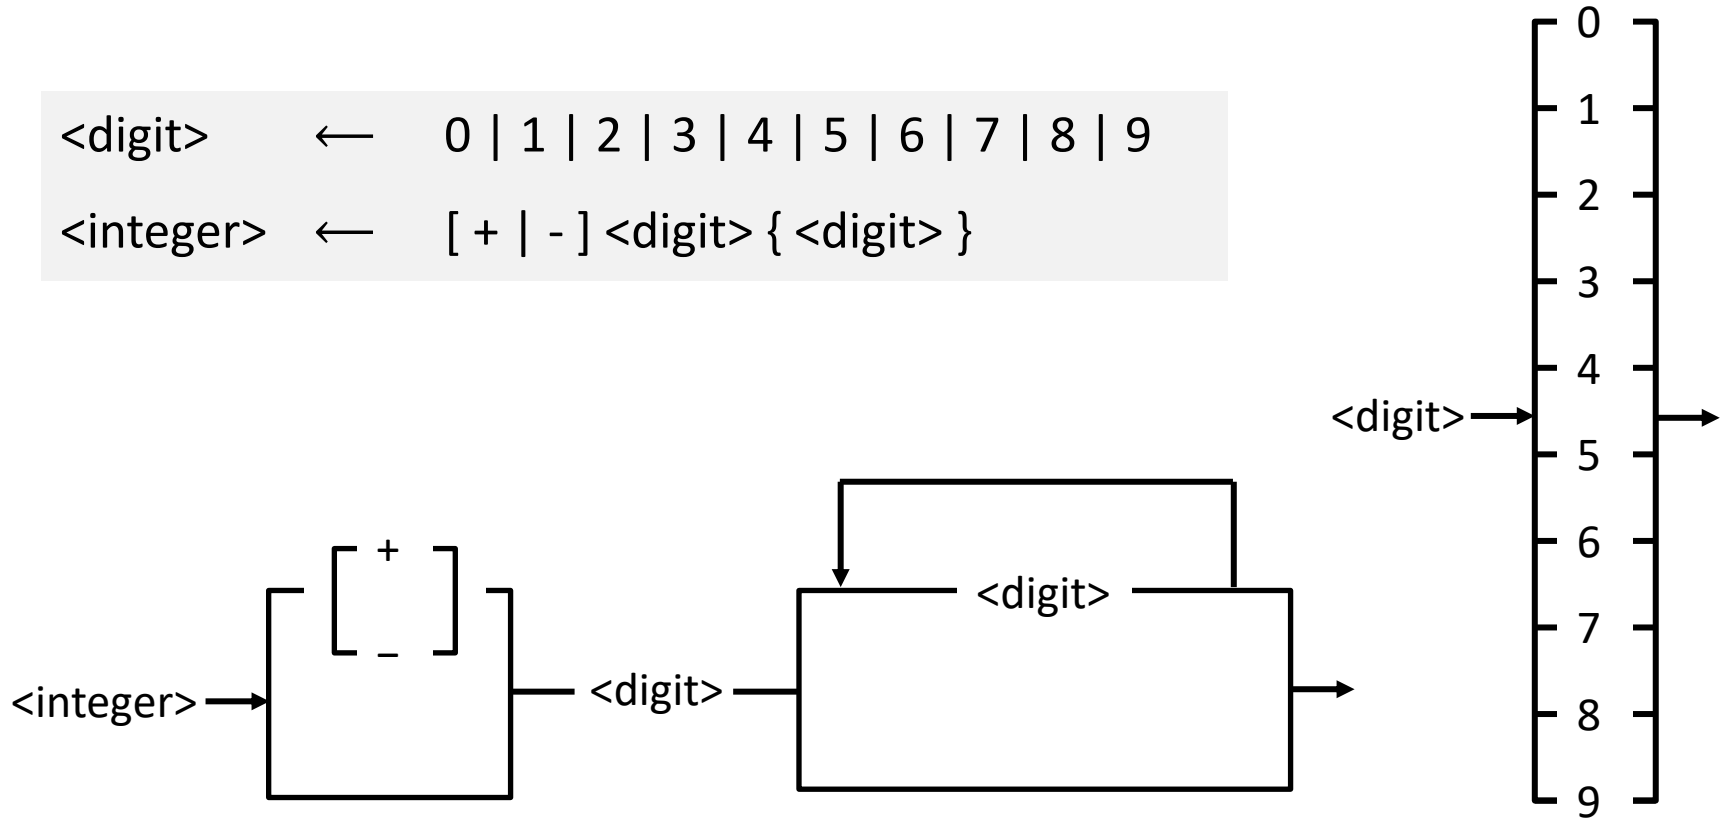 <digit> ← 0 | 1 | 2 | 3 | 4 | 5 | 6 | 7 | 8 | 9
<integer> ← [ + | - ] <digit> { <digit> }
<integer>
+
–
<digit>
<digit>
<digit>
0
1
2
3
4
5
6
7
8
9